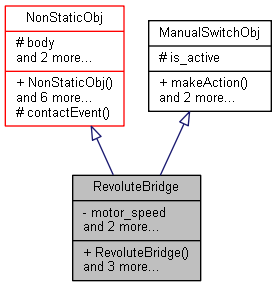 NonStaticObj
# body
and 2 more...
+ NonStaticObj()
and 6 more...
# contactEvent()
ManualSwitchObj
# is_active
+ makeAction()
and 2 more...
RevoluteBridge
- motor_speed
and 2 more...
+ RevoluteBridge()
and 3 more...